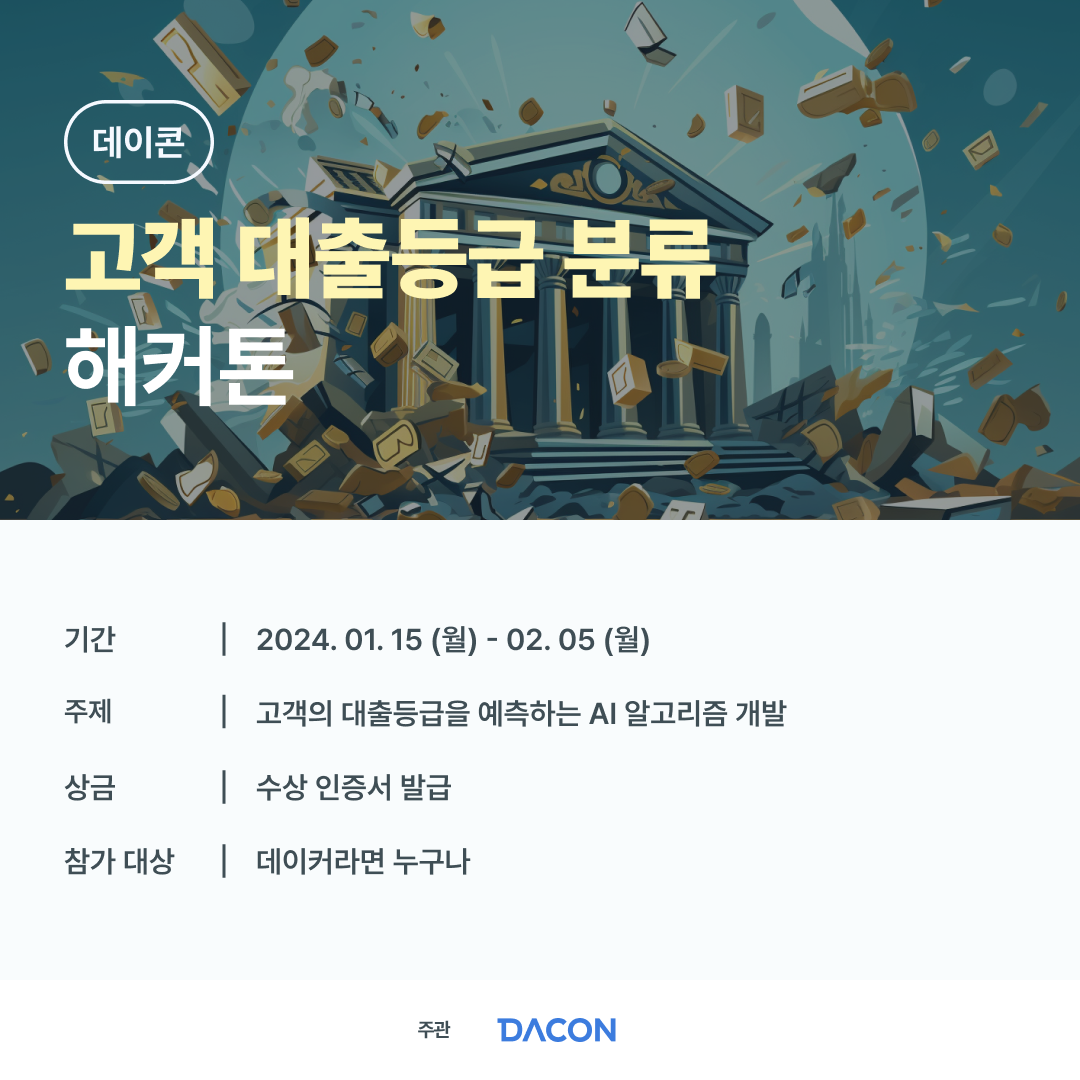 데이콘
고객 대출등급 분류
해커톤
기간 | 2024. 01. 15 (월) - 02. 05 (월)
주제 | 고객의 대출등급을 예측하는 AI 알고리즘 개발
상금 | 수상 인증서 발급
참가 대상 | 데이커라면 누구나
주관 DACON